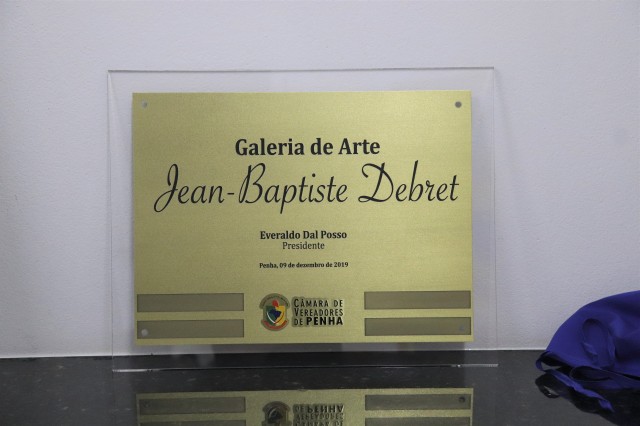 Galeria de Arte
Jean-Baptiste Debret
Everaldo Dal Posso
Presidente
Penha, 09 de dezembro de 2019
CÂMARA DE
VEREADORES
DE PENHA